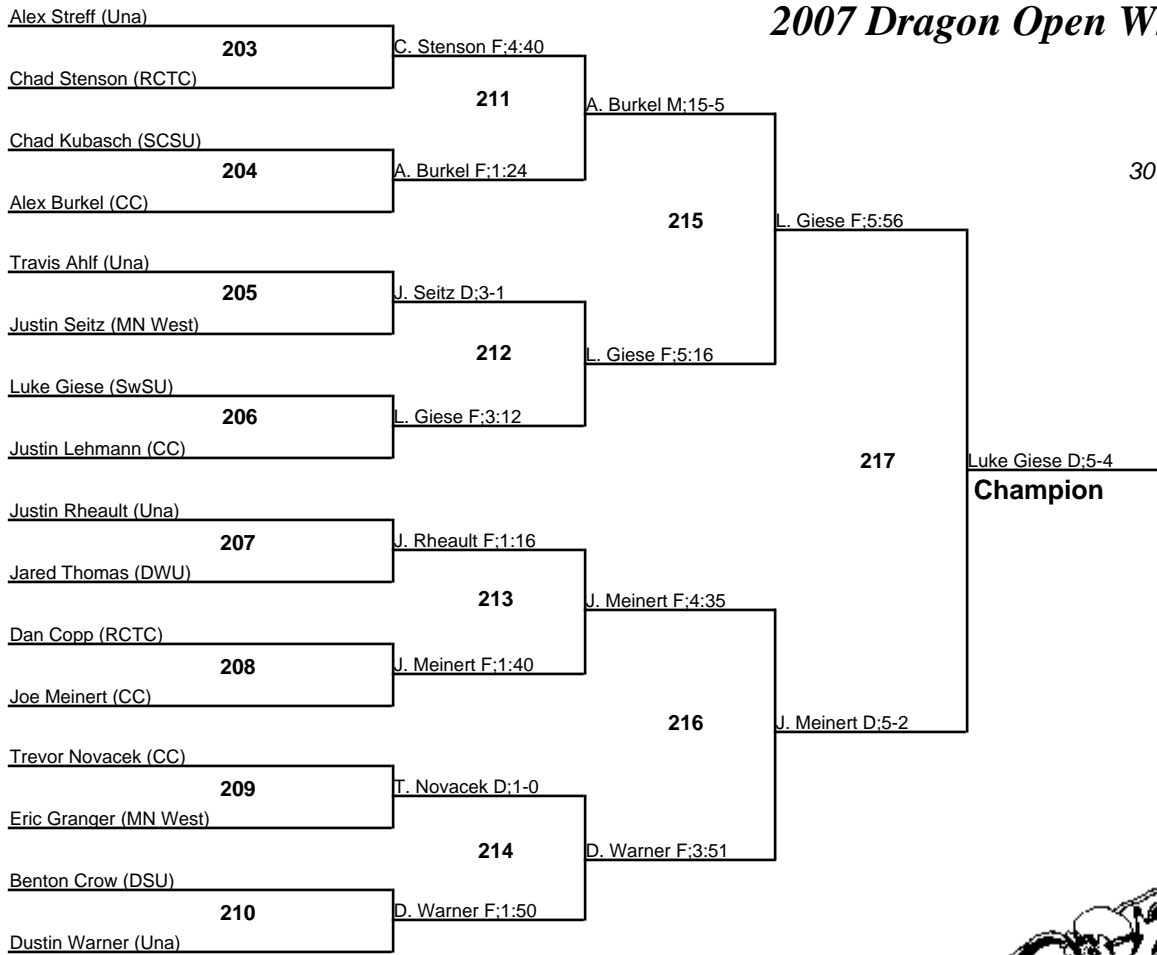 2007 Dragon Open
30
Alex Streff (Una)
203
Chad Stenson (RCTC)
Chad Kubasch (SCSU)
204
Alex Burkel (CC)
Travis Ahlf (Una)
205
Justin Seitz (MN West)
Luke Giese (SwSU)
206
Justin Lehmann (CC)
Justin Rheault (Una)
207
Jared Thomas (DWU)
Dan Copp (RCTC)
208
Joe Meinert (CC)
Trevor Novacek (CC)
209
Eric Granger (MN West)
Benton Crow (DSU)
210
Dustin Warner (Una)
C. Stenson F;4:40
211
A. Burkel F;1:24
J. Seitz D;3-1
212
L. Giese F;3:12
J. Rheault F;1:16
213
J. Meinert F;1:40
T. Novacek D;1-0
214
D. Warner F;1:50
A. Burkel M;15-5
215
L. Giese F;5:16
J. Meinert F;4:35
216
D. Warner F;3:51
L. Giese F;5:56
217
J. Meinert D;5-2
Luke Giese D;5-4
Champion